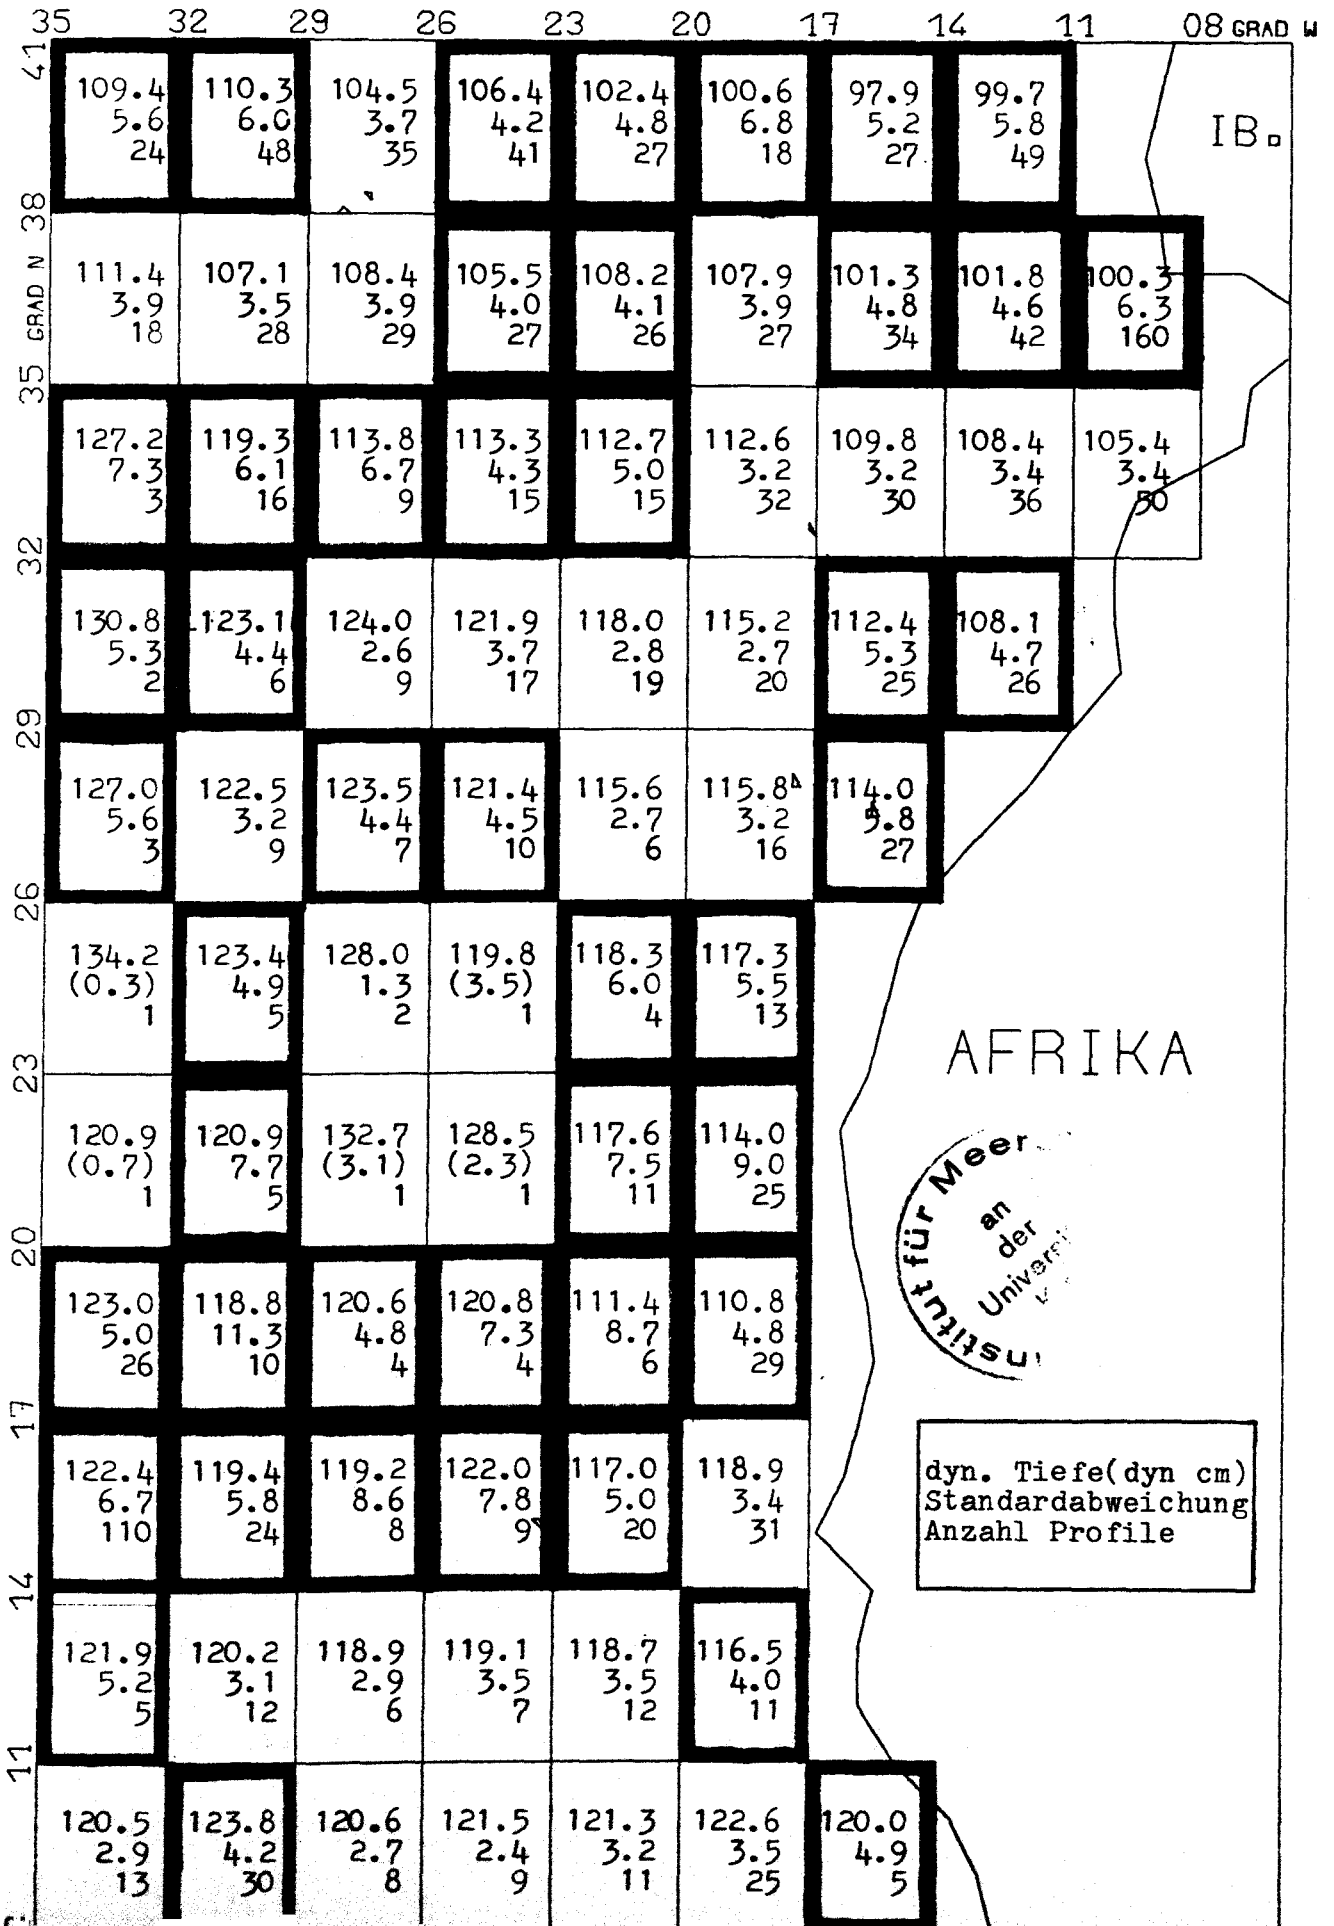 35 32 29 26 23 20 17 14 11 08 GRAD W
41
109.4 110.3 104.5 106.4 102.4 100.6 97.9 99.7
5.6 6.0 3.7 4.2 4.8 6.8 5.2 5.8
24 48 35 41 27 18 27 49
IB.
38
GRAD N
111.4 107.1 108.4 105.5 108.2 107.9 101.3 101.8 100.3
3.9 3.5 3.9 4.0 4.1 3.9 4.8 4.6 6.3
18 28 29 27 26 27 34 42 160
35
127.2 119.3 113.8 113.3 112.7 112.6 109.8 108.4 105.4
7.3 6.1 6.7 4.3 5.0 3.2 3.2 3.4 3.4
3 16 9 15 15 32 30 36 50
32
130.8 123.1 124.0 121.9 118.0 115.2 112.4 108.1
5.3 4.4 2.6 3.7 2.8 2.7 5.3 4.7
2 6 9 17 19 20 25 26
29
127.0 122.5 123.5 121.4 115.6 115.8 114.0
5.6 3.2 4.4 4.5 2.7 3.2 5.8
3 9 7 10 6 16 27
26
134.2 123.4 128.0 119.8 118.3 117.3
(0.3) 4.9 1.3 (3.5) 6.0 5.5
1 5 2 1 4 13
AFRIKA
23
120.9 120.9 132.7 128.5 117.6 114.0
(0.7) 7.7 (3.1) (2.3) 7.5 9.0
1 5 1 1 11 25
nstitut für Meer
an
der
Universi
20
123.0 118.8 120.6 120.8 111.4 110.8
5.0 11.3 4.8 7.3 8.7 4.8
26 10 4 4 6 29
17
122.4 119.4 119.2 122.0 117.0 118.9
6.7 5.8 8.6 7.8 5.0 3.4
110 24 8 9 20 31
dyn. Tiefe(dyn cm)
Standardabweichung
Anzahl Profile
14
121.9 120.2 118.9 119.1 118.7 116.5
5.2 3.1 2.9 3.5 3.5 4.0
5 12 6 7 12 11
11
120.5 123.8 120.6 121.5 121.3 122.6 120.0
2.9 4.2 2.7 2.4 3.2 3.5 4.9
13 30 8 9 11 25 5